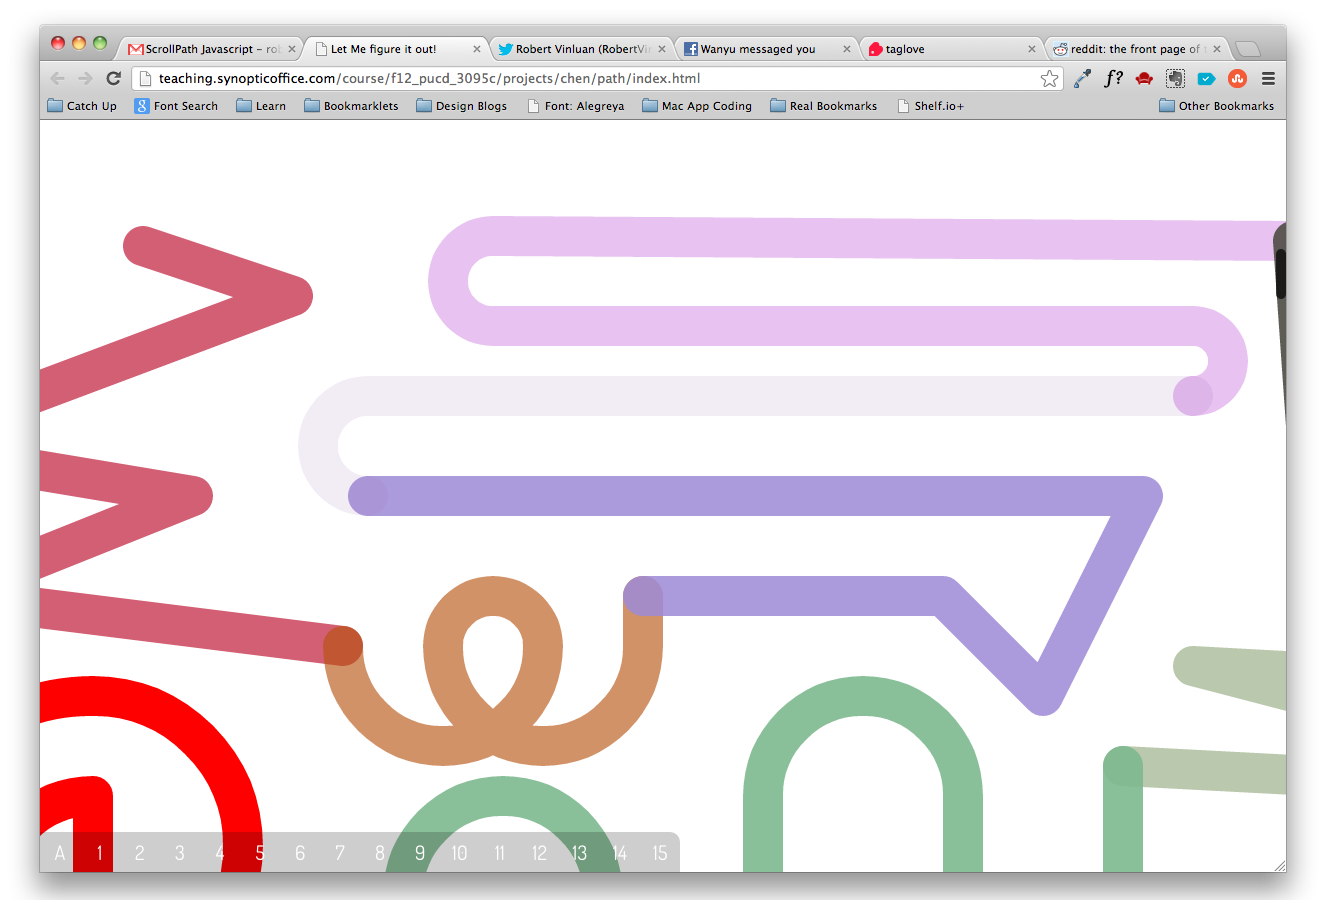 ScrollPath Javascript – rob Let Me figure it out! Robert Vinluan (RobertVin Wanyu messaged you taglove reddit: the front page of t
teaching.synopticoffice.com/course/f12_pucd_3095c/projects/chen/path/index.html f?
Catch Up Font Search Learn Bookmarklets Design Blogs Font: Alegreya Mac App Coding Real Bookmarks Shelf.io+ Other Bookmarks
A 1 2 3 4 5 6 7 8 9 10 11 12 13 14 15